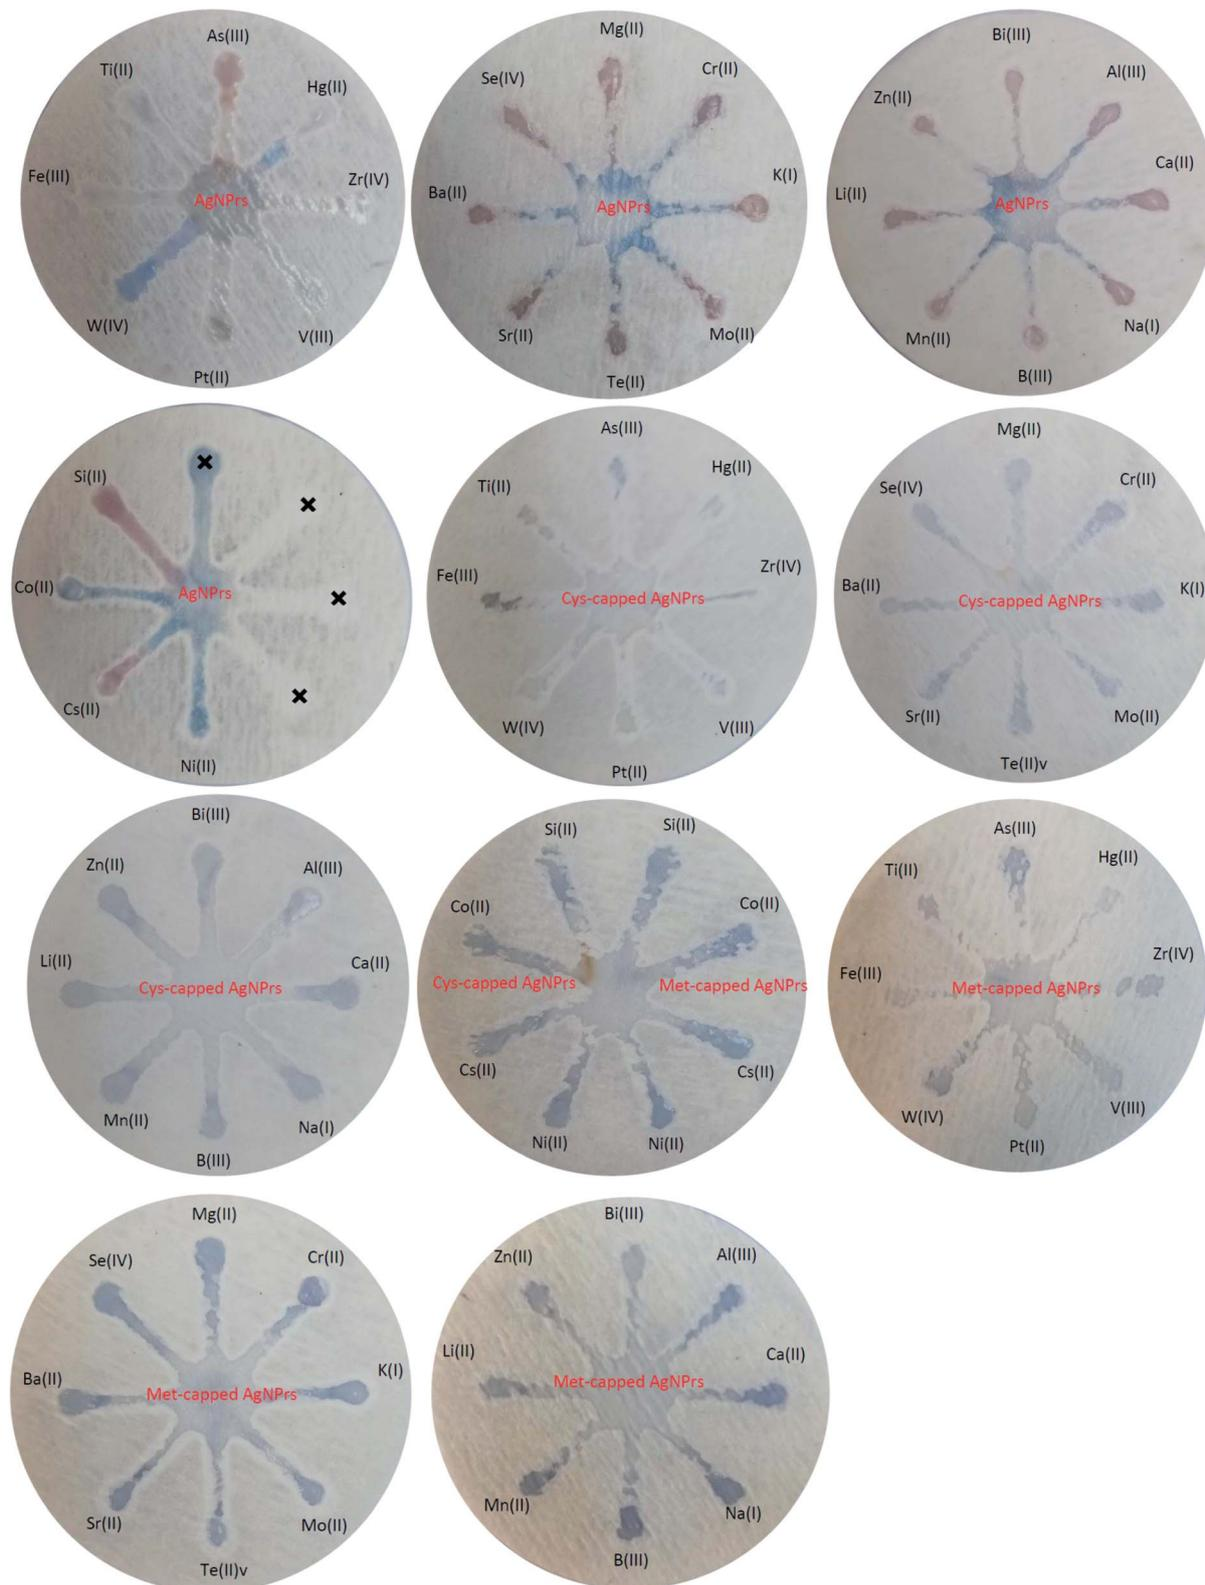 As(III)
Ti(II)
Hg(II)
Fe(III)
Zr(IV)
AgNPrs
W(IV)
V(III)
Pt(II)
Mg(II)
Se(IV)
Cr(II)
Ba(II)
K(I)
AgNPrs
Sr(II)
Mo(II)
Te(II)
Bi(III)
Zn(II)
Al(III)
Li(II)
Ca(II)
AgNPrs
Mn(II)
Na(I)
B(III)
Si(II)
Co(II)
AgNPrs
Cs(II)
Ni(II)
As(III)
Ti(II)
Hg(II)
Fe(III)
Zr(IV)
Cys-capped AgNPrs
W(IV)
V(III)
Pt(II)
Mg(II)
Se(IV)
Cr(II)
Ba(II)
K(I)
Cys-capped AgNPrs
Sr(II)
Mo(II)
Te(II)v
Bi(III)
Zn(II)
Al(III)
Li(II)
Ca(II)
Cys-capped AgNPrs
Mn(II)
Na(I)
B(III)
Si(II)
Si(II)
Co(II)
Co(II)
Cys-capped AgNPrs
Met-capped AgNPrs
Cs(II)
Cs(II)
Ni(II)
Ni(II)
As(III)
Ti(II)
Hg(II)
Fe(III)
Zr(IV)
Met-capped AgNPrs
W(IV)
V(III)
Pt(II)
Mg(II)
Se(IV)
Cr(II)
Ba(II)
K(I)
Met-capped AgNPrs
Sr(II)
Mo(II)
Te(II)v
Bi(III)
Zn(II)
Al(III)
Li(II)
Ca(II)
Met-capped AgNPrs
Mn(II)
Na(I)
B(III)